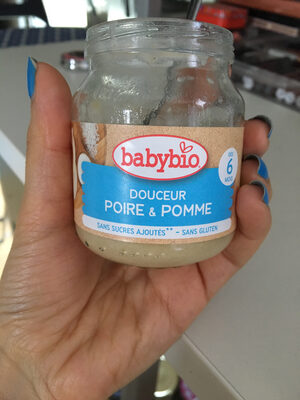 babybio
DÈS
6
MOIS
DOUCEUR
POIRE & POMME
SANS SUCRES AJOUTÉS** - SANS GLUTEN